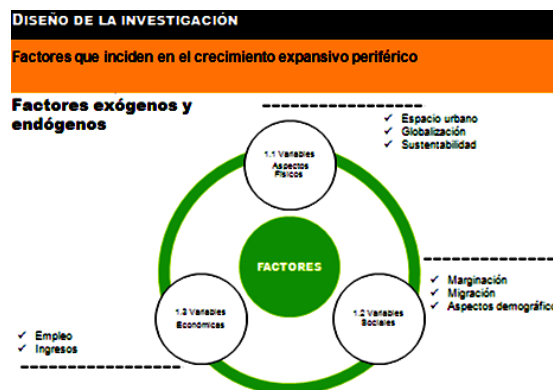 DISEÑO DE LA INVESTIGACIÓN
Factores que inciden en el crecimiento expansivo periférico
Factores exógenos y
endógenos
✓ Espacio urbano
✓ Globalización
✓ Sustentabilidad
1.1 Variables
Aspectos
Físicos
FACTORES
✓ Marginación
✓ Migración
✓ Aspectos demográfico
1.3 Variables
Económicas
1.2 Variables
Sociales
✓ Empleo
✓ Ingresos